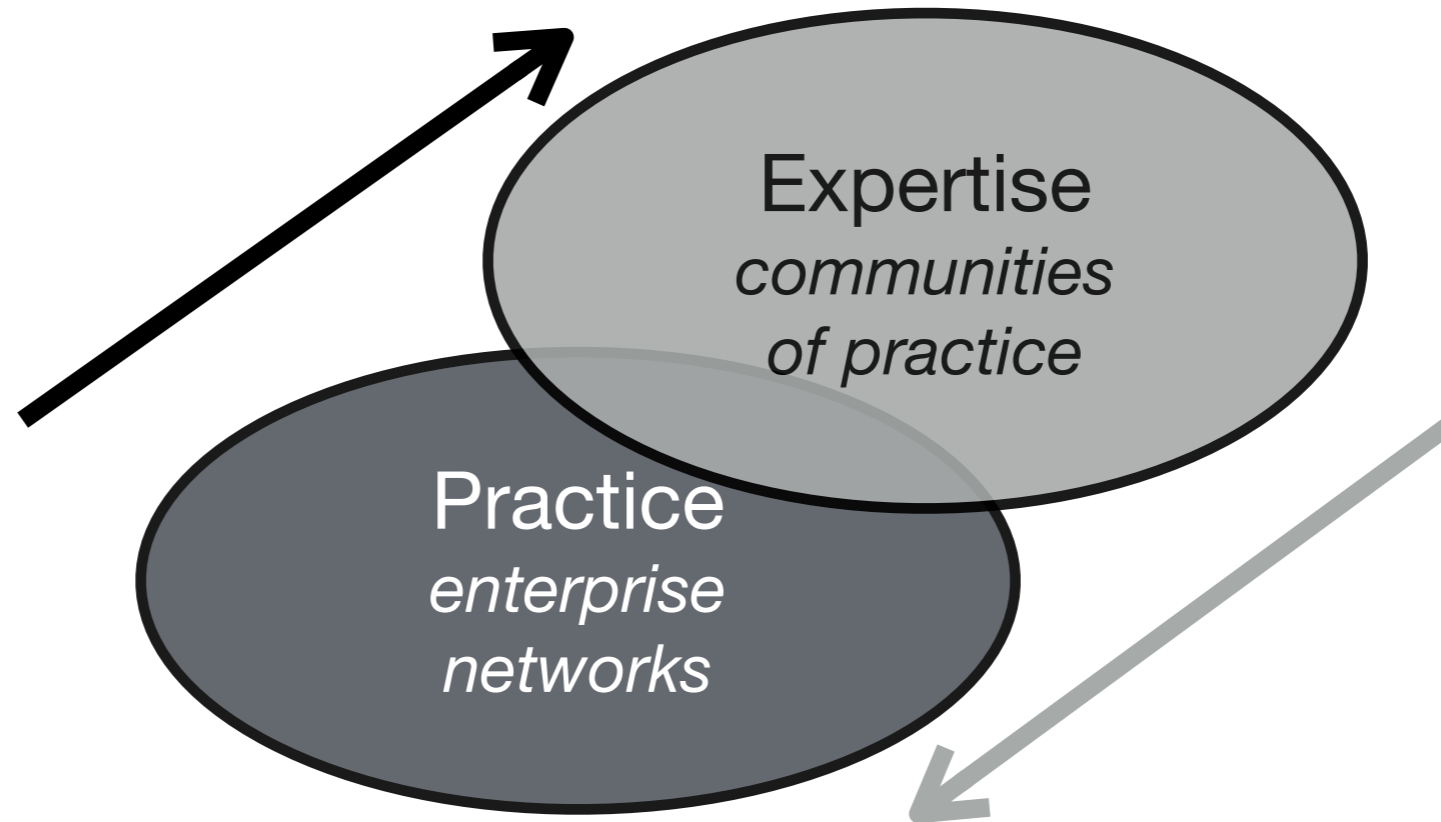 Expertise
communities
of practice
Practice
enterprise
networks